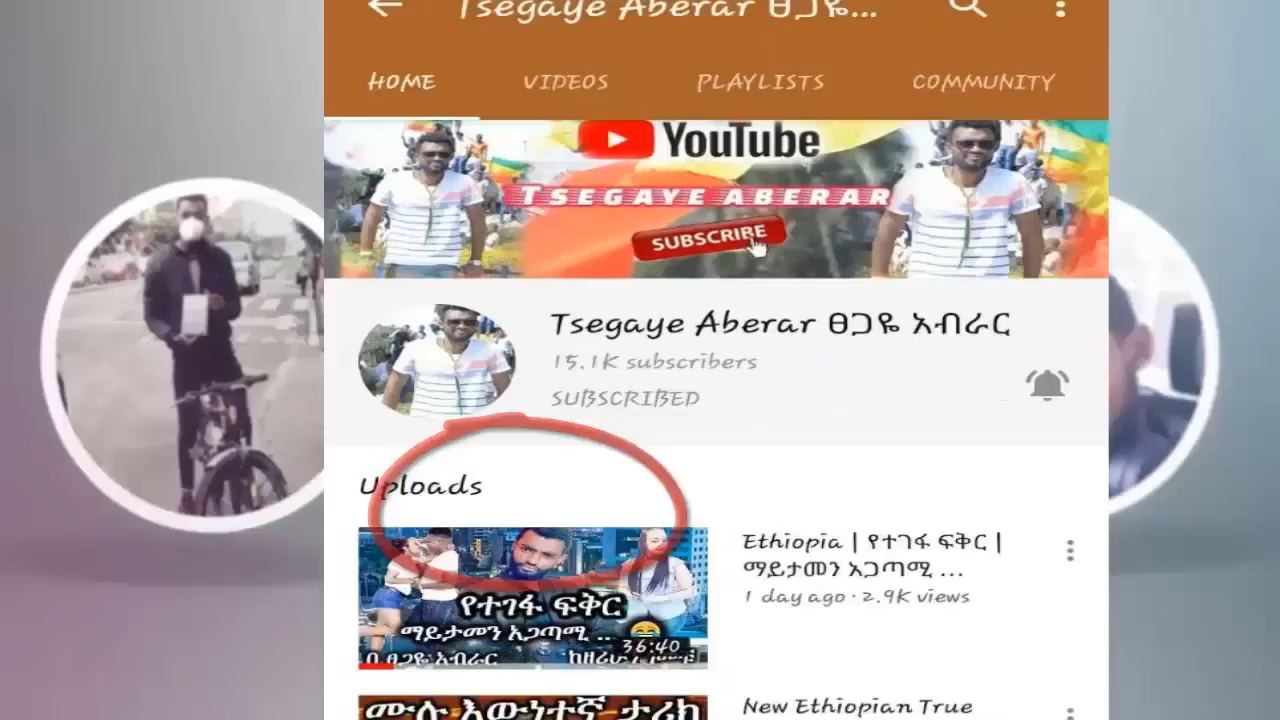 Tsegaye Aberar ፀጋዬ...
HOME VIDEOS PLAYLISTS COMMUNITY
YouTube
TSEGAYE ABERAR
SUBSCRIBE
Tsegaye Aberar ፀጋዬ አብራር
15.1K subscribers
SUBSCRIBED
Uploads
Ethiopia | የተገፋ ፍቅር |
ማይታመን አጋጣሚ ...
1 day ago · 2.9K views
የተገፋ ፍቅር
ማይታመን አጋጣሚ ..
36:40
በ ፀጋዬ አብራር
New Ethiopian True
ሙሉ እውነተኛ ታሪክ